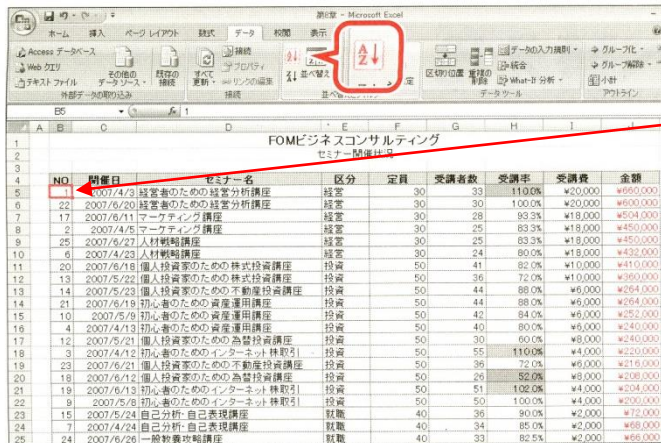 第8章 - Microsoft Excel
ホーム 挿入 ページ レイアウト 数式 データ 校閲 表示
Access データベース
Web クエリ
テキスト ファイル
その他の データ ソース
既存の 接続
外部データの取り込み
すべて 更新
接続
プロパティ
リンクの編集
接続
並べ替え
A Z
区切り位置 重複の 削除
データの入力規則
統合
What-If 分析
データ ツール
グループ化
グループ解除
小計
アウトライン
B5 fx 1
A B C D E F G H I J
1 FOMビジネスコンサルティング
2 セミナー開催状況
3
4 NO 開催日 セミナー名 区分 定員 受講者数 受講率 受講費 金額
5 1 2007/4/3 経営者のための経営分析講座 経営 30 33 110.0% ¥20,000 ¥660,000
6 22 2007/6/20 経営者のための経営分析講座 経営 30 30 100.0% ¥20,000 ¥600,000
7 17 2007/6/11 マーケティング講座 経営 30 28 93.3% ¥18,000 ¥504,000
8 2 2007/4/5 マーケティング講座 経営 30 25 83.3% ¥18,000 ¥450,000
9 25 2007/6/27 人材戦略講座 経営 30 25 83.3% ¥18,000 ¥450,000
10 6 2007/4/23 人材戦略講座 経営 30 24 80.0% ¥18,000 ¥432,000
11 20 2007/6/18 個人投資家のための株式投資講座 投資 50 41 82.0% ¥10,000 ¥410,000
12 13 2007/5/22 個人投資家のための株式投資講座 投資 50 36 72.0% ¥10,000 ¥360,000
13 14 2007/5/23 個人投資家のための不動産投資講座 投資 50 44 88.0% ¥6,000 ¥264,000
14 21 2007/6/19 初心者のための資産運用講座 投資 50 44 88.0% ¥6,000 ¥264,000
15 10 2007/5/9 初心者のための資産運用講座 投資 50 42 84.0% ¥6,000 ¥252,000
16 4 2007/4/13 初心者のための資産運用講座 投資 50 40 80.0% ¥6,000 ¥240,000
17 12 2007/5/21 個人投資家のための為替投資講座 投資 50 30 60.0% ¥8,000 ¥240,000
18 3 2007/4/12 初心者のためのインターネット株取引 投資 50 55 110.0% ¥4,000 ¥220,000
19 23 2007/6/21 個人投資家のための不動産投資講座 投資 50 36 72.0% ¥6,000 ¥216,000
20 18 2007/6/12 個人投資家のための為替投資講座 投資 50 26 52.0% ¥8,000 ¥208,000
21 19 2007/6/13 初心者のためのインターネット株取引 投資 50 51 102.0% ¥4,000 ¥204,000
22 9 2007/5/8 初心者のためのインターネット株取引 投資 50 50 100.0% ¥4,000 ¥200,000
23 15 2007/5/24 自己分析・自己表現講座 就職 40 36 90.0% ¥2,000 ¥72,000
24 7 2007/5/24 自己分析・自己表現講座 就職 40 34 85.0% ¥2,000 ¥68,000
25 24 2007/6/26 一般教養攻略講座 就職 40 33 82.5% ¥2,000 ¥66,000